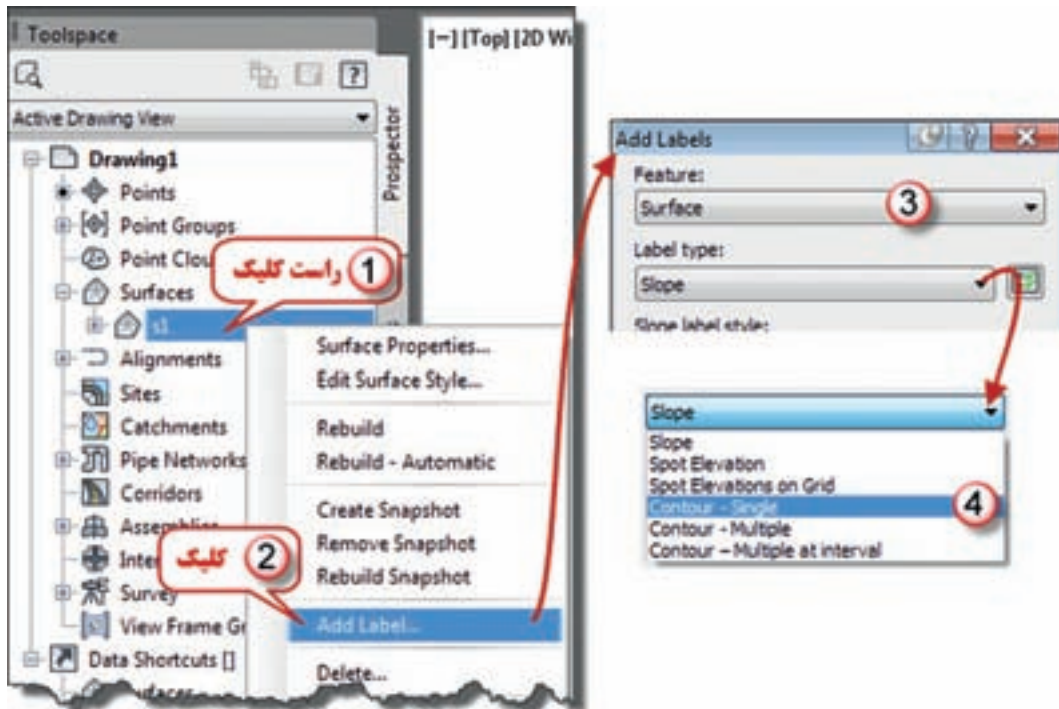 Toolspace
[−] [Top] [2D Wi
Active Drawing View
Prospector
Drawing1
Points
Point Groups
Point Clou
Surfaces
s1
Alignments
Sites
Catchments
Pipe Networks
Corridors
Assemblies
Inter
Survey
View Frame Gr
Data Shortcuts []
Surfaces
1 راست کلیک
2 کلیک
Surface Properties...
Edit Surface Style...
Rebuild
Rebuild - Automatic
Create Snapshot
Remove Snapshot
Rebuild Snapshot
Add Label...
Delete...
Add Labels
Feature:
Surface
3
Label type:
Slope
Slope label style:
Slope
Slope
Spot Elevation
Spot Elevations on Grid
Contour - Single
4
Contour - Multiple
Contour – Multiple at interval